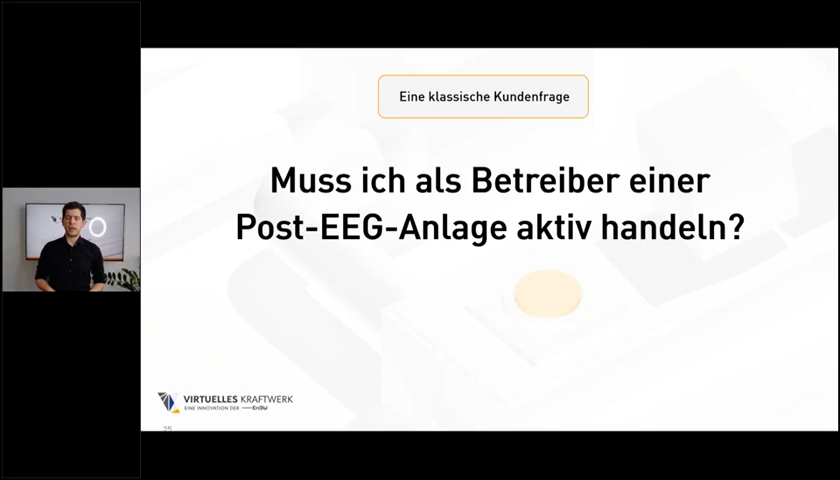 Eine klassische Kundenfrage
Muss ich als Betreiber einer
Post-EEG-Anlage aktiv handeln?
VIRTUELLES KRAFTWERK
EINE INNOVATION DER EnBW
25